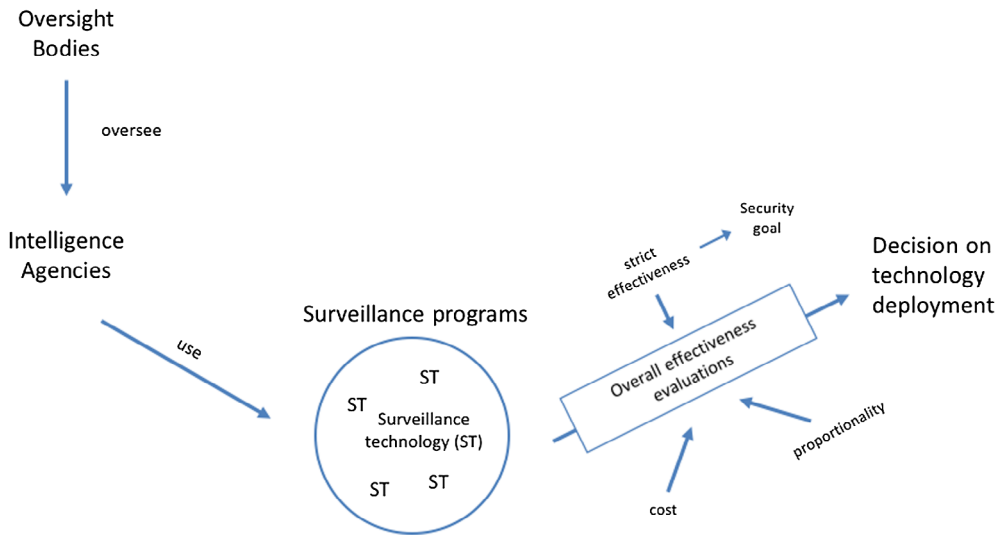 Oversight
Bodies
oversee
Intelligence
Agencies
use
Surveillance programs
ST
ST
Surveillance
technology (ST)
ST
ST
strict
effectiveness
Security
goal
Overall effectiveness
evaluations
cost
proportionality
Decision on
technology
deployment